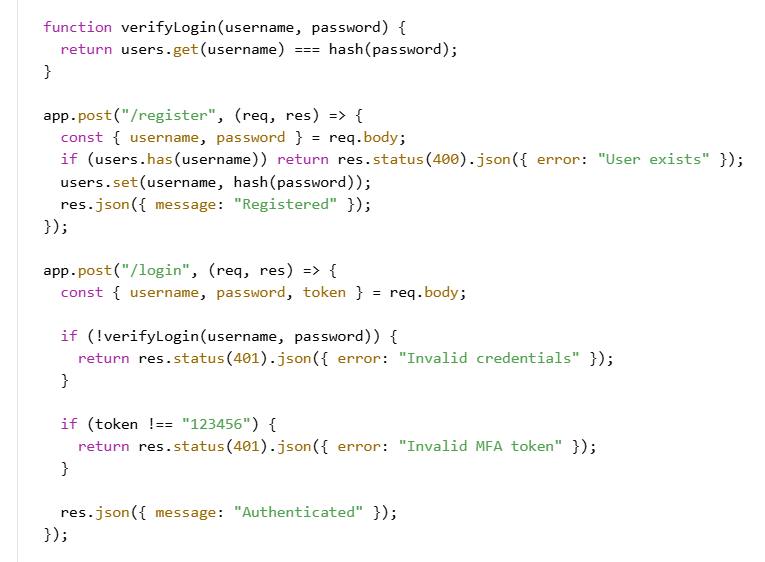 function verifyLogin(username, password) {
  return users.get(username) === hash(password);
}

app.post("/register", (req, res) => {
  const { username, password } = req.body;
  if (users.has(username)) return res.status(400).json({ error: "User exists" });
  users.set(username, hash(password));
  res.json({ message: "Registered" });
});

app.post("/login", (req, res) => {
  const { username, password, token } = req.body;

  if (!verifyLogin(username, password)) {
    return res.status(401).json({ error: "Invalid credentials" });
  }

  if (token !== "123456") {
    return res.status(401).json({ error: "Invalid MFA token" });
  }

  res.json({ message: "Authenticated" });
});